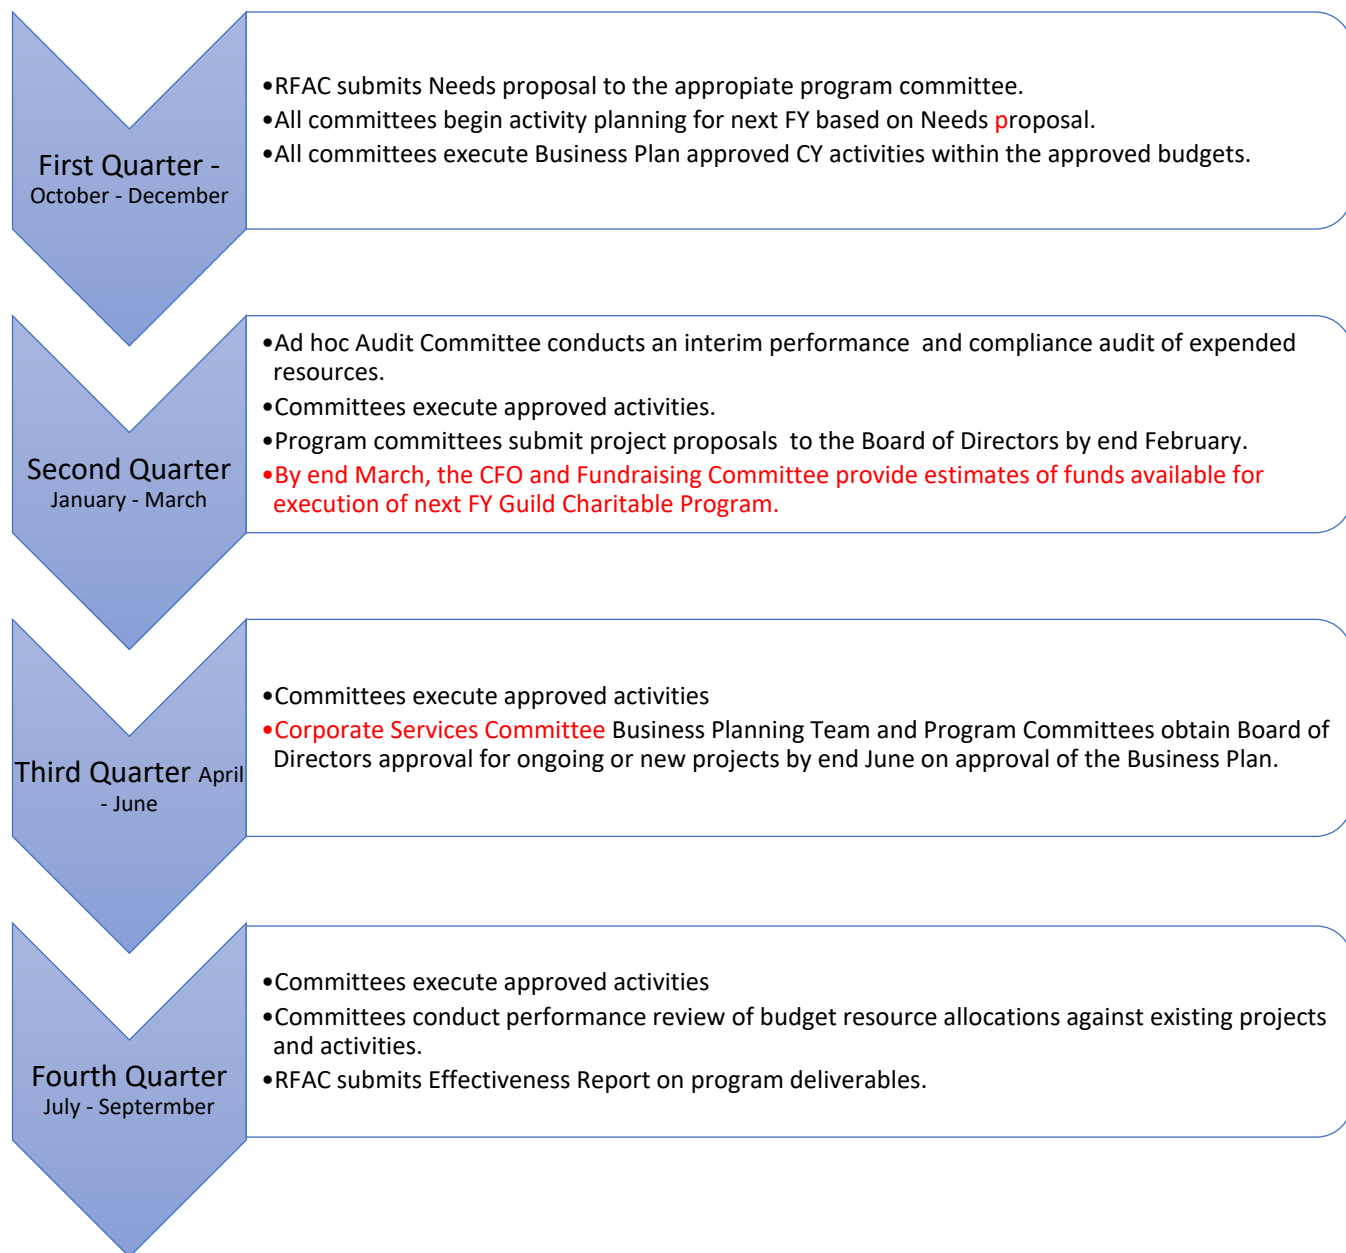 First Quarter -
October - December
•RFAC submits Needs proposal to the appropiate program committee.
•All committees begin activity planning for next FY based on Needs proposal.
•All committees execute Business Plan approved CY activities within the approved budgets.
Second Quarter
January - March
•Ad hoc Audit Committee conducts an interim performance  and compliance audit of expended
resources.
•Committees execute approved activities.
•Program committees submit project proposals  to the Board of Directors by end February.
•By end March, the CFO and Fundraising Committee provide estimates of funds available for
execution of next FY Guild Charitable Program.
Third Quarter April
- June
•Committees execute approved activities
•Corporate Services Committee Business Planning Team and Program Committees obtain Board of
Directors approval for ongoing or new projects by end June on approval of the Business Plan.
Fourth Quarter
July - Septermber
•Committees execute approved activities
•Committees conduct performance review of budget resource allocations against existing projects
and activities.
•RFAC submits Effectiveness Report on program deliverables.